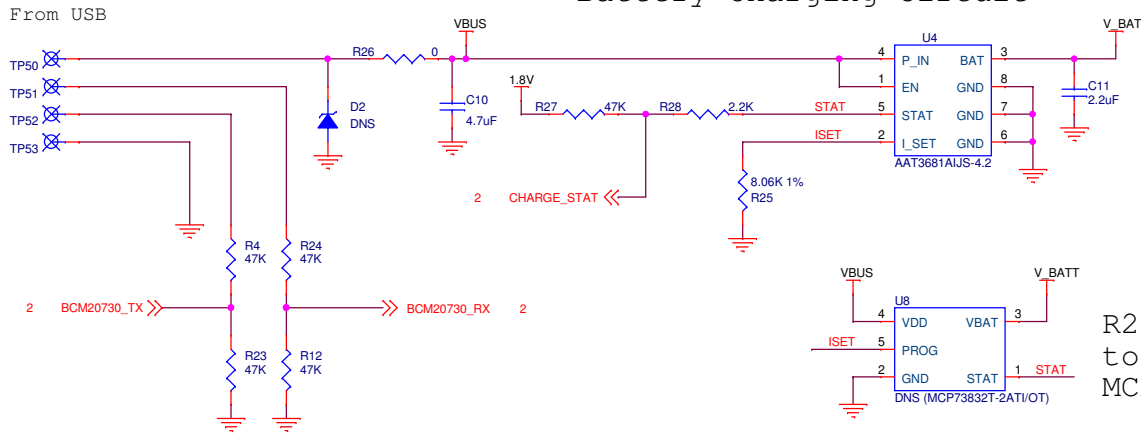 From USB
VBUS
V_BAT
R26
0
U4
TP50
4
P_IN
BAT
3
TP51
1
EN
GND
8
C11
2.2uF
C10
4.7uF
1.8V
R27
47K
R28
2.2K
STAT
5
STAT
GND
7
TP52
D2
DNS
TP53
ISET
2
I_SET
GND
6
AAT3681AIJS-4.2
8.06K 1%
R25
2
CHARGE_STAT
R4
47K
R24
47K
VBUS
V_BATT
2
BCM20730_TX
BCM20730_RX
2
U8
4
VDD
VBAT
3
R2
ISET
5
PROG
to
R23
47K
R12
47K
2
GND
STAT
1
STAT
MC
DNS (MCP73832T-2ATI/OT)